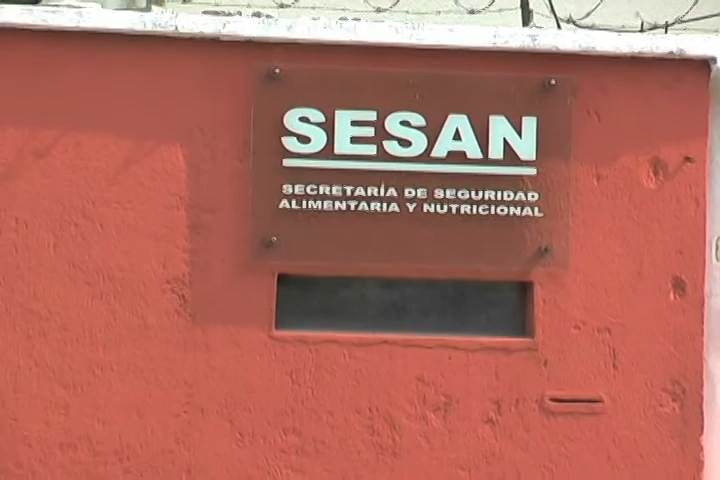 SESAN
SECRETARÍA DE SEGURIDAD
ALIMENTARIA Y NUTRICIONAL